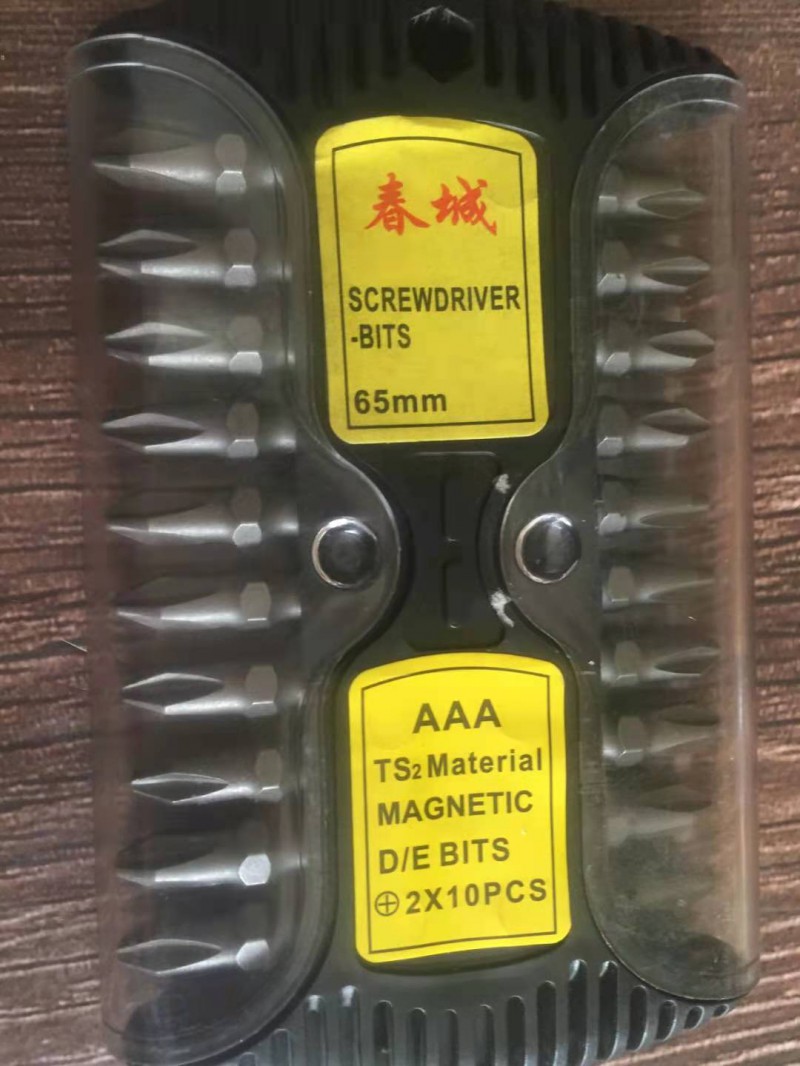 春城
SCREWDRIVER
-BITS
65mm
AAA
TS₂ Material
MAGNETIC
D/E BITS
⊕2X10PCS